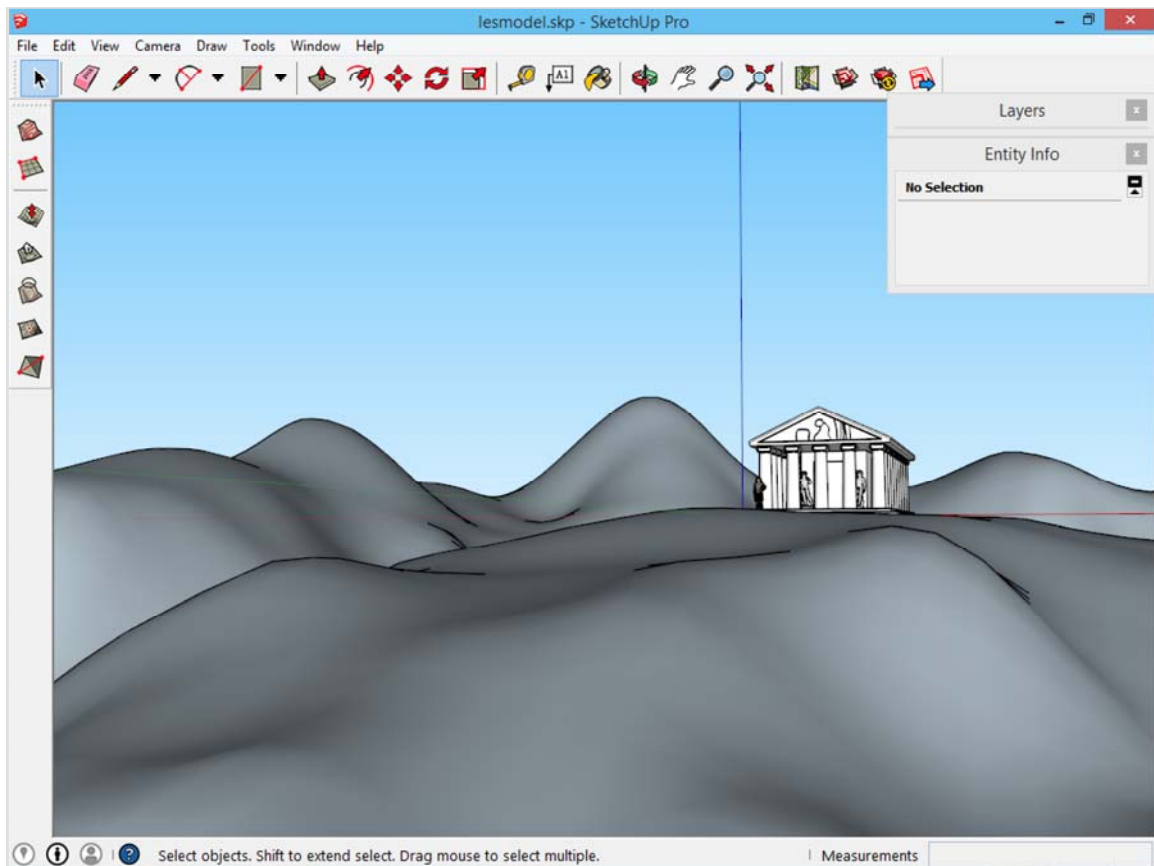 lesmodel.skp - SketchUp Pro
File Edit View Camera Draw Tools Window Help
A1
Layers
Entity Info
No Selection
Select objects. Shift to extend select. Drag mouse to select multiple.
Measurements